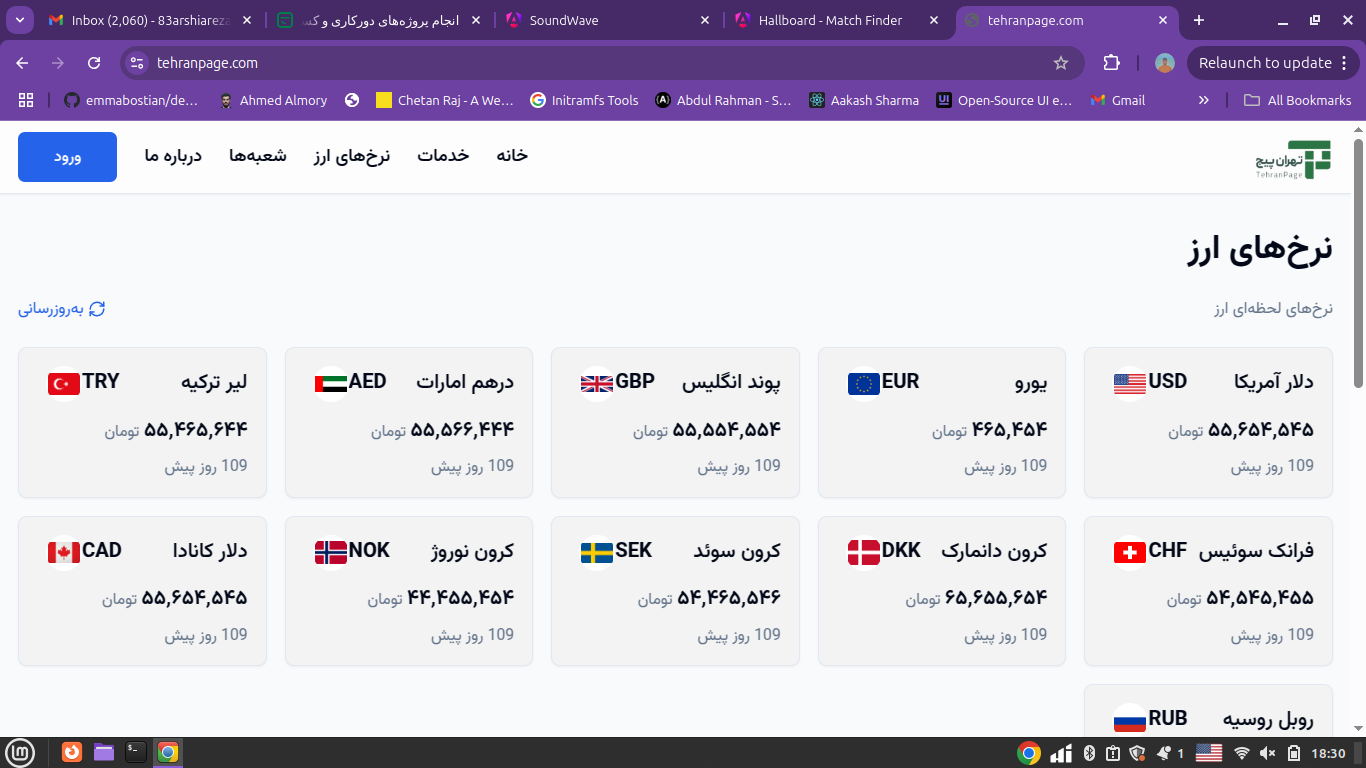 Inbox (2,060) - 83arshiareza
انجام پروژه‌های دورکاری و کس
SoundWave
Hallboard - Match Finder
tehranpage.com
tehranpage.com
Relaunch to update
emmabostian/de...
Ahmed Almory
Chetan Raj - A We...
Initramfs Tools
Abdul Rahman - S...
Aakash Sharma
Open-Source UI e...
Gmail
All Bookmarks
تهران پیج
TehranPage
خانه
خدمات
نرخ‌های ارز
شعبه‌ها
درباره ما
ورود
نرخ‌های ارز
نرخ‌های لحظه‌ای ارز
به‌روزرسانی
دلار آمریکا USD
۵۵,۶۵۴,۵۴۵ تومان
109 روز پیش
یورو EUR
۴۶۵,۴۵۴ تومان
109 روز پیش
پوند انگلیس GBP
۵۵,۵۵۴,۵۵۴ تومان
109 روز پیش
درهم امارات AED
۵۵,۵۶۶,۴۴۴ تومان
109 روز پیش
لیر ترکیه TRY
۵۵,۴۶۵,۶۴۴ تومان
109 روز پیش
فرانک سوئیس CHF
۵۴,۵۴۵,۴۵۵ تومان
109 روز پیش
کرون دانمارک DKK
۶۵,۶۵۵,۶۵۴ تومان
109 روز پیش
کرون سوئد SEK
۵۴,۴۶۵,۵۴۶ تومان
109 روز پیش
کرون نوروژ NOK
۴۴,۴۵۵,۴۵۴ تومان
109 روز پیش
دلار کانادا CAD
۵۵,۶۵۴,۵۴۵ تومان
109 روز پیش
روبل روسیه RUB
1
18:30